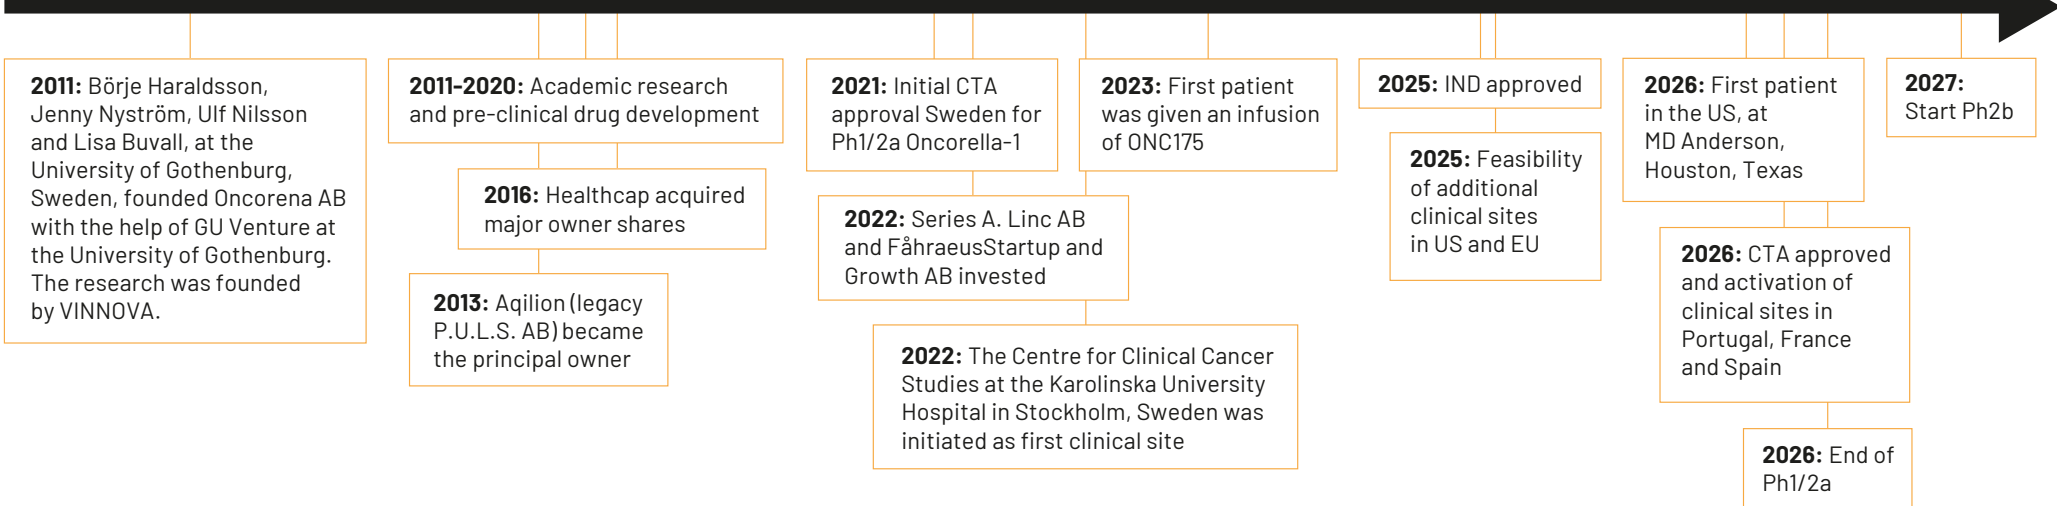 2011: Börje Haraldsson,
Jenny Nyström, Ulf Nilsson
and Lisa Buvall, at the
University of Gothenburg,
Sweden, founded Oncorena AB
with the help of GU Venture at
the University of Gothenburg.
The research was founded
by VINNOVA.
2011-2020: Academic research
and pre-clinical drug development
2016: Healthcap acquired
major owner shares
2013: Aqilion (legacy
P.U.L.S. AB) became
the principal owner
2021: Initial CTA
approval Sweden for
Ph1/2a Oncorella-1
2022: Series A. Linc AB
and FåhraeusStartup and
Growth AB invested
2022: The Centre for Clinical Cancer
Studies at the Karolinska University
Hospital in Stockholm, Sweden was
initiated as first clinical site
2023: First patient
was given an infusion
of ONC175
2025: IND approved
2025: Feasibility
of additional
clinical sites
in US and EU
2026: First patient
in the US, at
MD Anderson,
Houston, Texas
2026: CTA approved
and activation of
clinical sites in
Portugal, France
and Spain
2026: End of
Ph1/2a
2027:
Start Ph2b